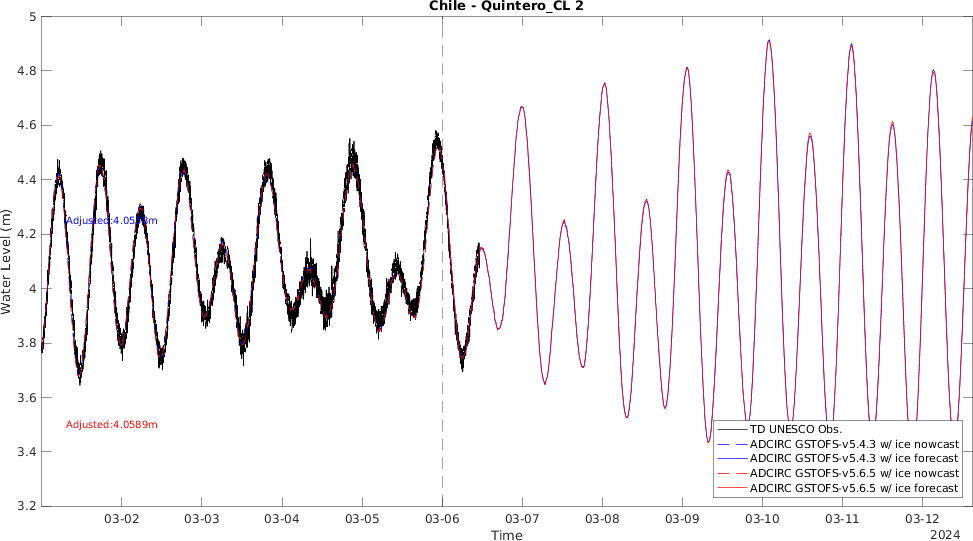 Chile - Quintero_CL 2
5
4.8
4.6
4.4
4.2
4
3.8
3.6
3.4
3.2
Water Level (m)
Adjusted:4.0589m
TD UNESCO Obs.
ADCIRC GSTOFS-v5.4.3 w/ ice nowcast
ADCIRC GSTOFS-v5.4.3 w/ ice forecast
ADCIRC GSTOFS-v5.6.5 w/ ice nowcast
ADCIRC GSTOFS-v5.6.5 w/ ice forecast
03-02 03-03 03-04 03-05 03-06 03-07 03-08 03-09 03-10 03-11 03-12
Time
2024